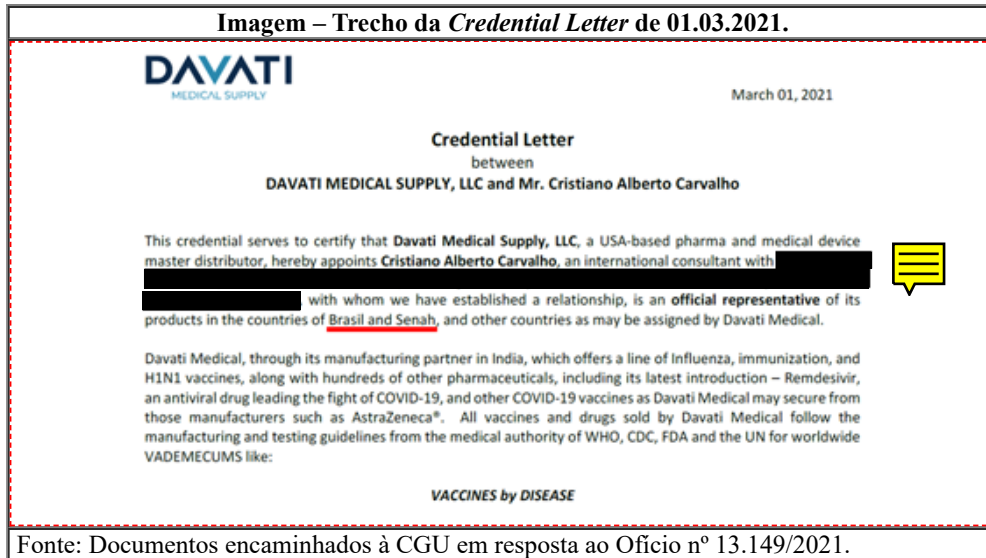 Imagem – Trecho da Credential Letter de 01.03.2021.
DAVATI
MEDICAL SUPPLY
March 01, 2021
Credential Letter
between
DAVATI MEDICAL SUPPLY, LLC and Mr. Cristiano Alberto Carvalho
This credential serves to certify that Davati Medical Supply, LLC, a USA-based pharma and medical device
master distributor, hereby appoints Cristiano Alberto Carvalho, an international consultant with
, with whom we have established a relationship, is an official representative of its
products in the countries of Brasil and Senah, and other countries as may be assigned by Davati Medical.
Davati Medical, through its manufacturing partner in India, which offers a line of Influenza, immunization, and
H1N1 vaccines, along with hundreds of other pharmaceuticals, including its latest introduction – Remdesivir,
an antiviral drug leading the fight of COVID-19, and other COVID-19 vaccines as Davati Medical may secure from
those manufacturers such as AstraZeneca®. All vaccines and drugs sold by Davati Medical follow the
manufacturing and testing guidelines from the medical authority of WHO, CDC, FDA and the UN for worldwide
VADEMECUMS like:
VACCINES by DISEASE
Fonte: Documentos encaminhados à CGU em resposta ao Ofício nº 13.149/2021.